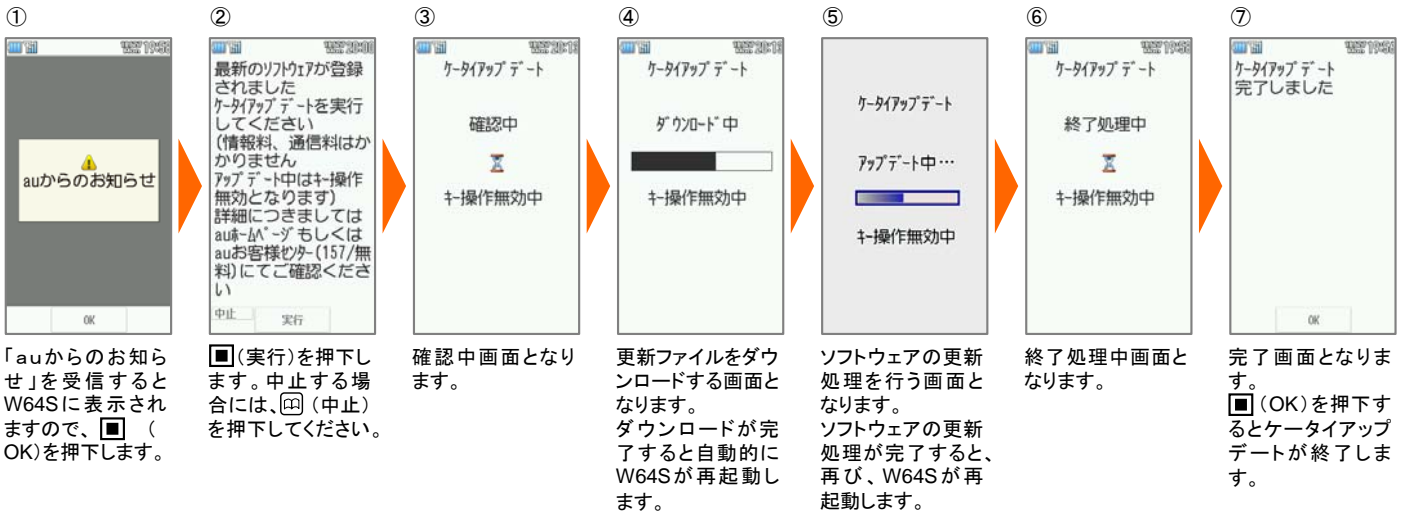 ①
19:58
auからのお知らせ
OK
「auからのお知ら
せ」を受信すると
W64Sに表示され
ますので、■ (
OK)を押下します。
②
20:08
最新のｿﾌﾄｳｪｱが登録
されました
ｹｰﾀｲｱｯﾌﾟﾃﾞｰﾄを実行
してください
(情報料、通信料はか
かりません
ｱｯﾌﾟﾃﾞｰﾄ中はｷｰ操作
無効となります)
詳細につきましては
auﾎｰﾑﾍﾟｰｼﾞもしくは
auお客様ｾﾝﾀｰ(157/無
料)にてご確認くださ
い
中止 実行
■(実行)を押下し
ます。中止する場
合には、(中止)
を押下してください。
③
20:13
ｹｰﾀｲｱｯﾌﾟﾃﾞｰﾄ
確認中
ｷｰ操作無効中
確認中画面となり
ます。
④
20:13
ｹｰﾀｲｱｯﾌﾟﾃﾞｰﾄ
ﾀﾞｳﾝﾛｰﾄﾞ中
ｷｰ操作無効中
更新ファイルをダウ
ンロードする画面と
なります。
ダウンロードが完
了すると自動的に
W64Sが再起動し
ます。
⑤
ｹｰﾀｲｱｯﾌﾟﾃﾞｰﾄ
ｱｯﾌﾟﾃﾞｰﾄ中…
ｷｰ操作無効中
ソフトウェアの更新
処理を行う画面と
なります。
ソフトウェアの更新
処理が完了すると、
再び、W64Sが再
起動します。
⑥
19:58
ｹｰﾀｲｱｯﾌﾟﾃﾞｰﾄ
終了処理中
ｷｰ操作無効中
終了処理中画面と
なります。
⑦
19:58
ｹｰﾀｲｱｯﾌﾟﾃﾞｰﾄ
完了しました
OK
完了画面となりま
す。
■(OK)を押下す
るとケータイアップ
デートが終了しま
す。